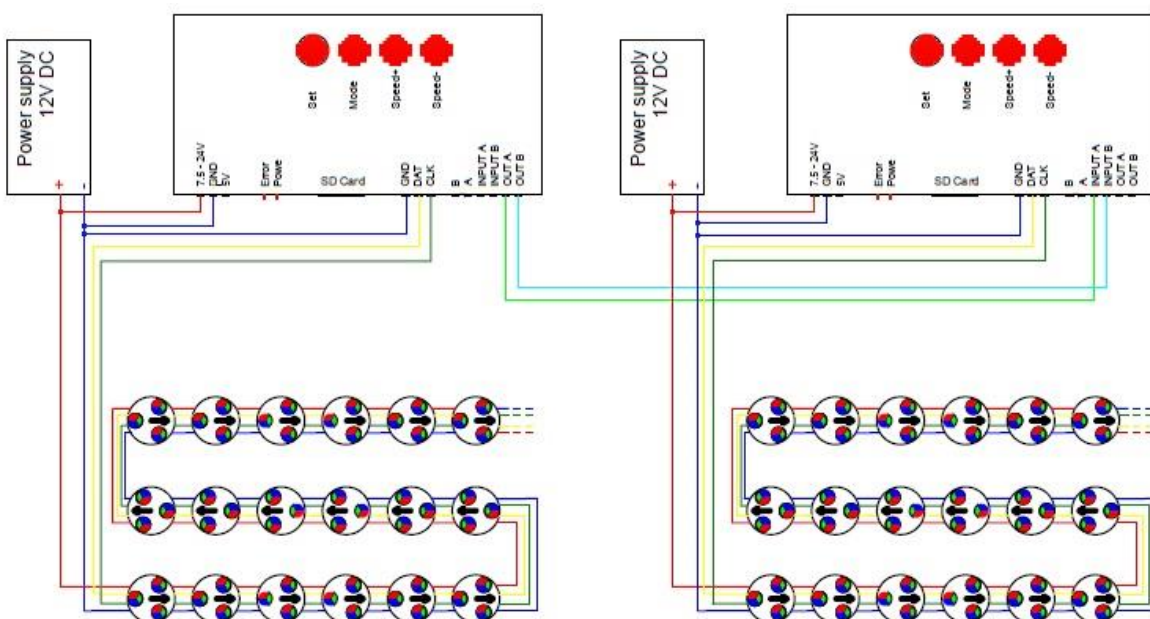 Power supply
12V DC
+
-
Set
Mode
Speed+
Speed-
7.5 - 24V
GND
5V
Error
Powe
SD Card
GND
DAT
CLK
B
A
INPUT A
INPUT B
OUT A
OUT B
Power supply
12V DC
+
-
Set
Mode
Speed+
Speed-
7.5 - 24V
GND
5V
Error
Powe
SD Card
GND
DAT
CLK
B
A
INPUT A
INPUT B
OUT A
OUT B